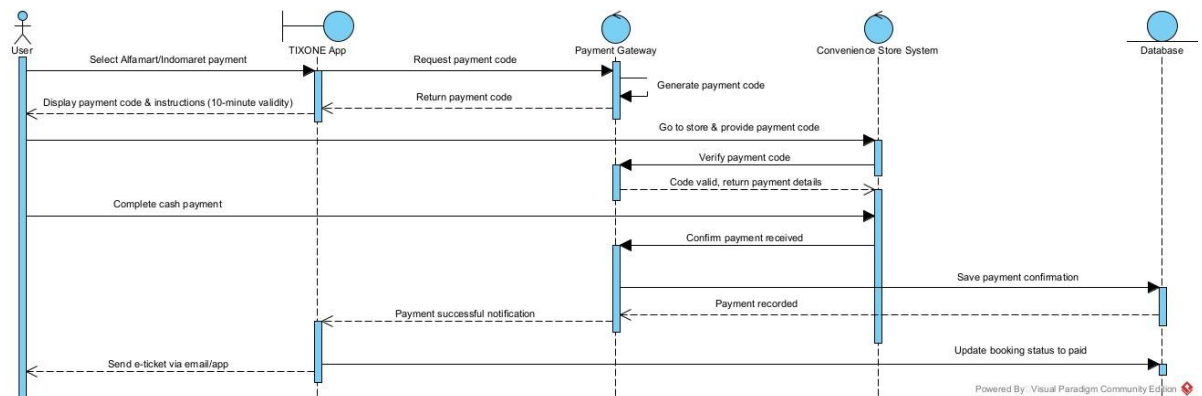 User
TIXONE App
Payment Gateway
Convenience Store System
Database
Select Alfamart/Indomaret payment
Request payment code
Generate payment code
Return payment code
Display payment code & instructions (10-minute validity)
Go to store & provide payment code
Verify payment code
Code valid, return payment details
Complete cash payment
Confirm payment received
Save payment confirmation
Payment recorded
Payment successful notification
Update booking status to paid
Send e-ticket via email/app
Powered By Visual Paradigm Community Edition